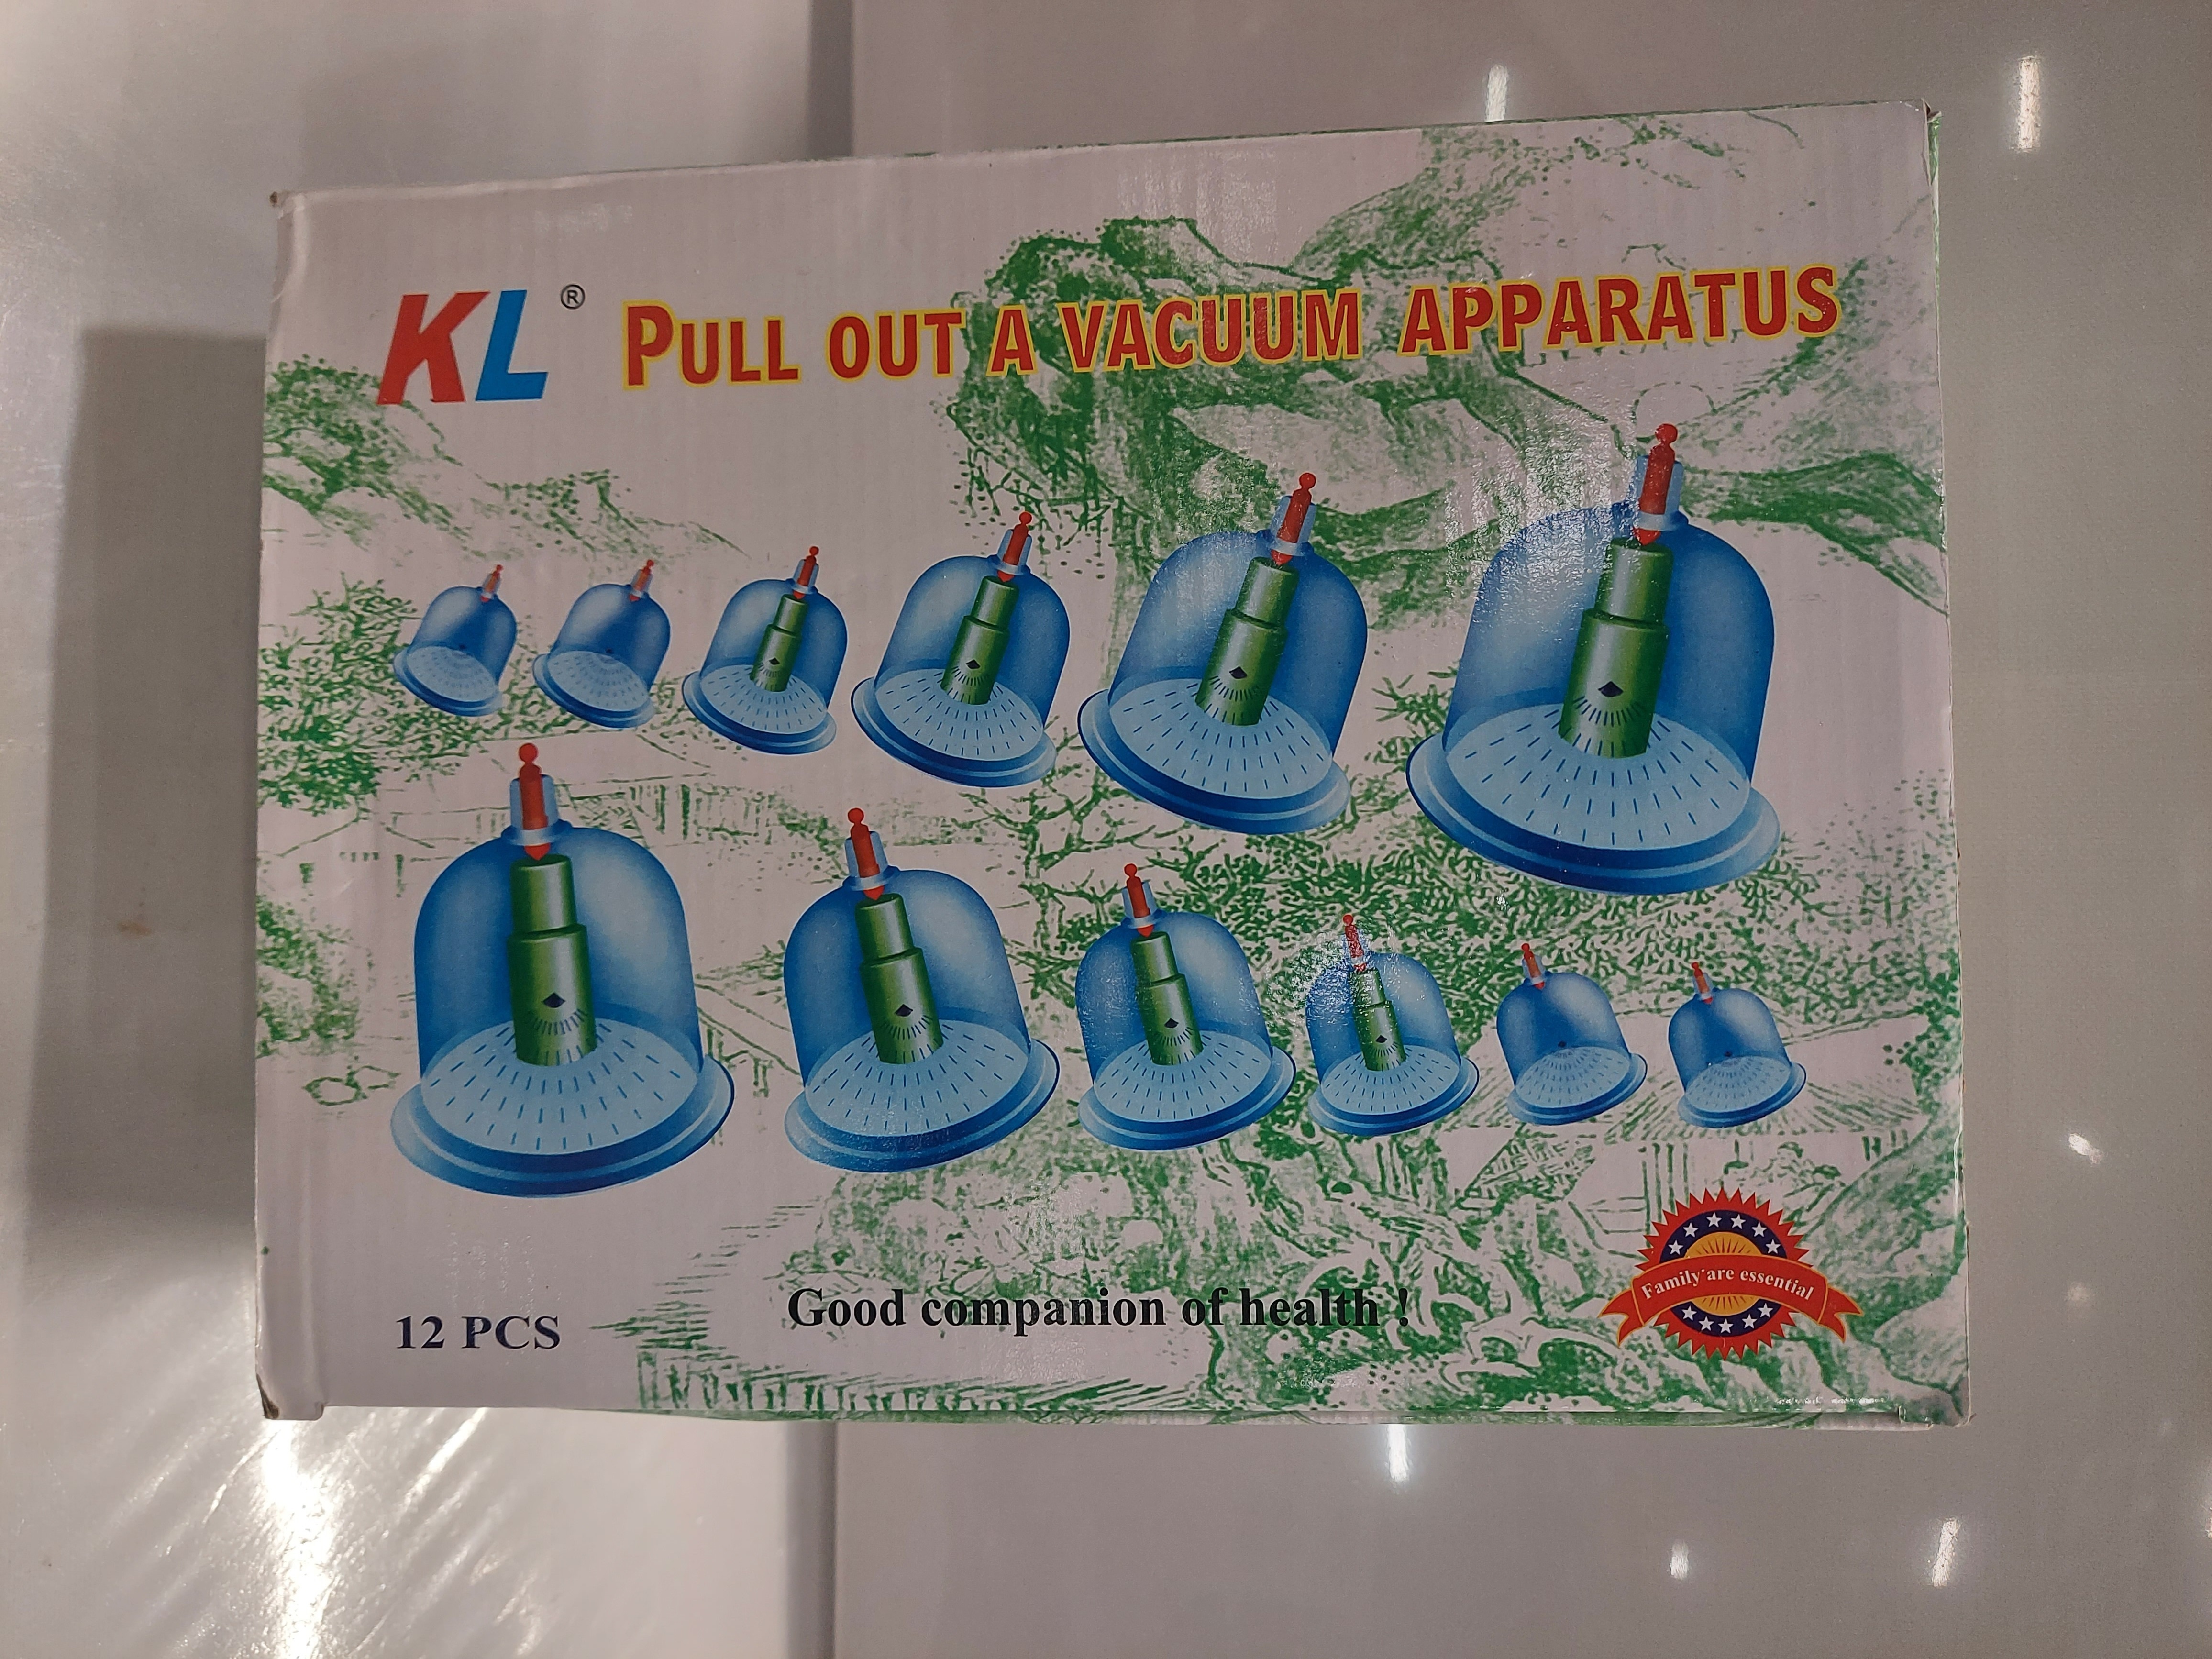 KL® PULL OUT A VACUUM APPARATUS
Family are essential
12 PCS
Good companion of health !